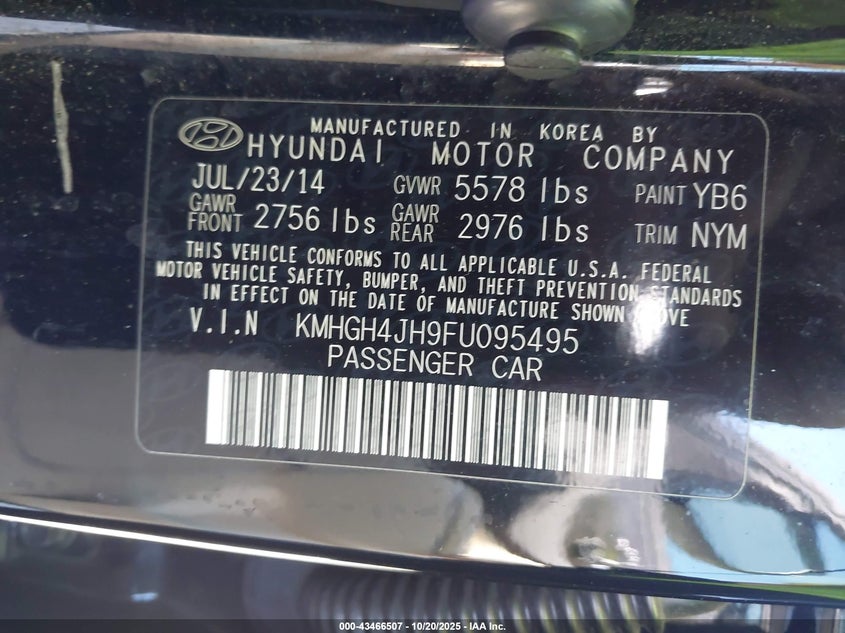 MANUFACTURED IN KOREA BY
HYUNDAI MOTOR COMPANY
JUL/23/14 GVWR 5578 lbs PAINT YB6
GAWR FRONT 2756 lbs GAWR REAR 2976 lbs TRIM NYM
THIS VEHICLE CONFORMS TO ALL APPLICABLE U.S.A. FEDERAL
MOTOR VEHICLE SAFETY, BUMPER, AND THEFT PREVENTION STANDARDS
IN EFFECT ON THE DATE OF MANUFACTURE SHOWN ABOVE
V.I.N KMHGH4JH9FU095495
PASSENGER CAR
000-43466507 - 10/20/2025 - IAA Inc.